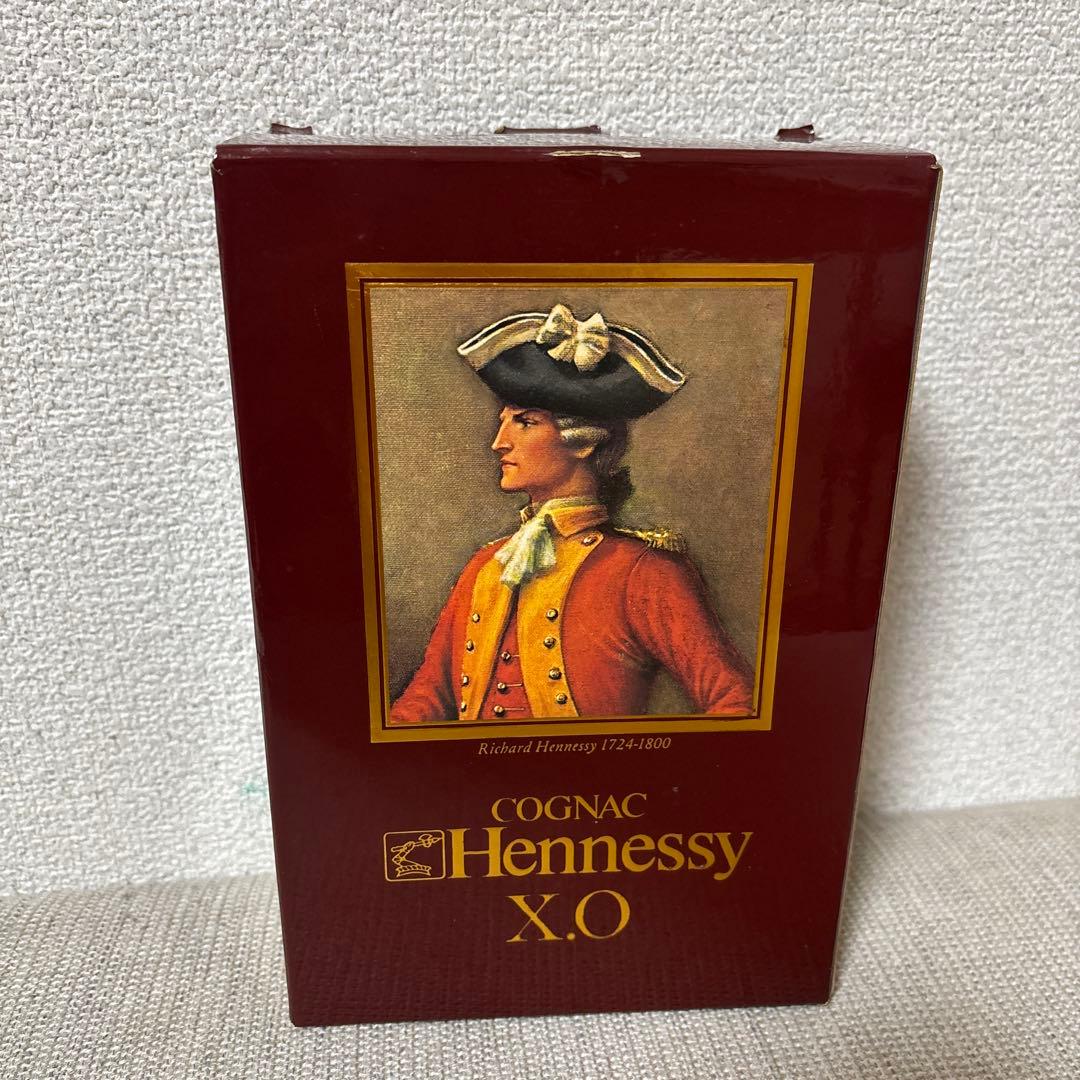 Richard Hennessy 1724-1800
COGNAC
Hennessy
X.O